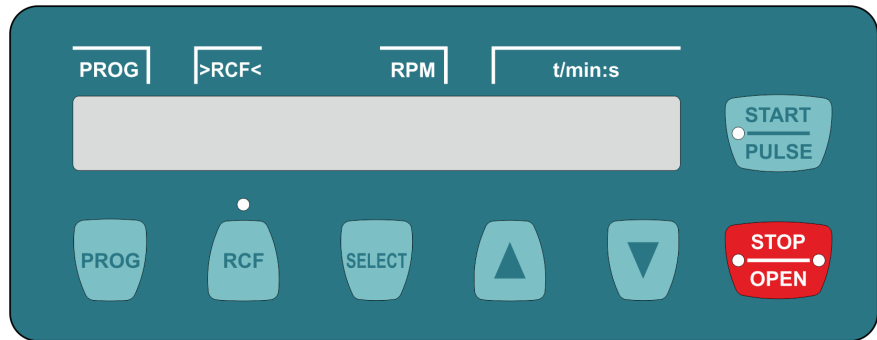 PROG >RCF< RPM t/min:s
START
PULSE
PROG RCF SELECT ▲ ▼
STOP
OPEN